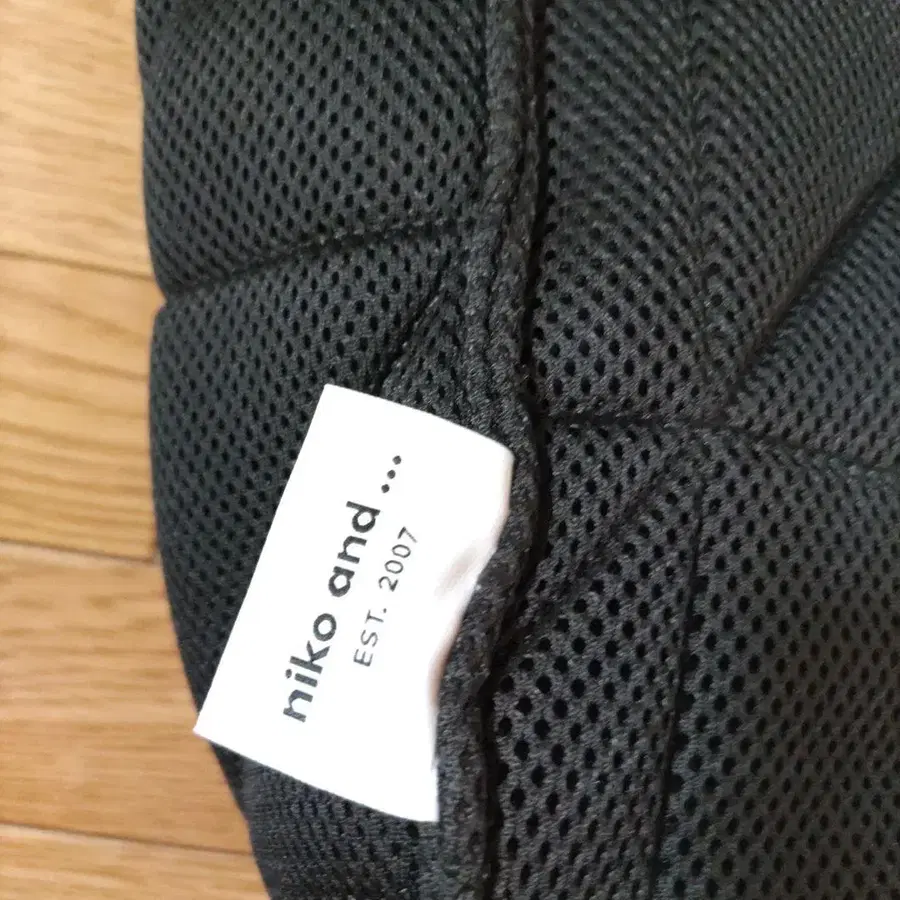 niko and ...
EST. 2007